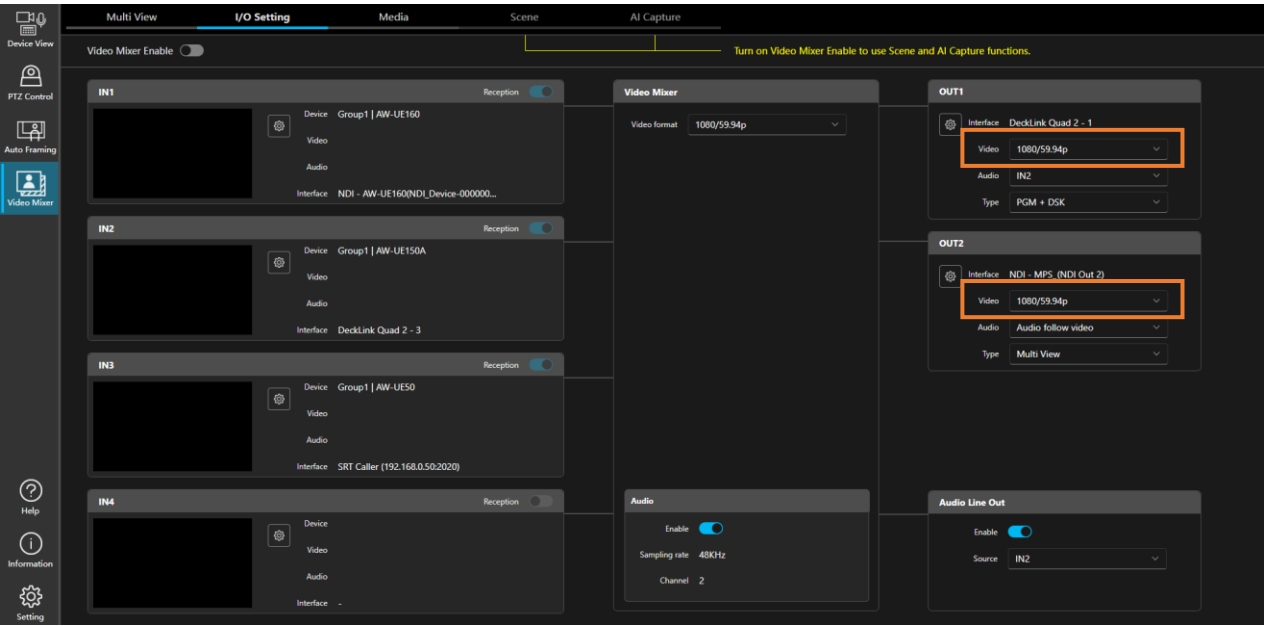 Multi View
I/O Setting
Media
Scene
AI Capture
Device View
PTZ Control
Auto Framing
Video Mixer
Help
Information
Setting
Video Mixer Enable
Turn on Video Mixer Enable to use Scene and AI Capture functions.
IN1 Reception
Device Group1 | AW-UE160
Video
Audio
Interface NDI - AW-UE160(NDI_Device-000000...
IN2 Reception
Device Group1 | AW-UE150A
Video
Audio
Interface DeckLink Quad 2 - 3
IN3 Reception
Device Group1 | AW-UE50
Video
Audio
Interface SRT Caller (192.168.0.50:2020)
IN4 Reception
Device
Video
Audio
Interface -
Video Mixer
Video format 1080/59.94p
Audio
Enable
Sampling rate 48KHz
Channel 2
OUT1
Interface DeckLink Quad 2 - 1
Video 1080/59.94p
Audio IN2
Type PGM + DSK
OUT2
Interface NDI - MPS_(NDI Out 2)
Video 1080/59.94p
Audio Audio follow video
Type Multi View
Audio Line Out
Enable
Source IN2